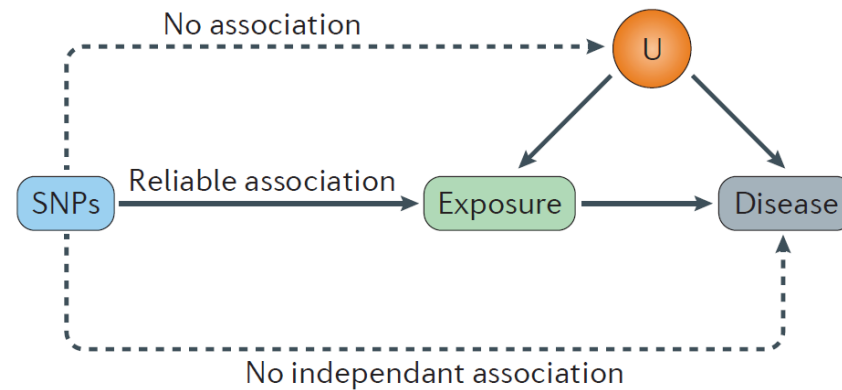 No association
U
Reliable association
SNPs
Exposure
Disease
No independant association